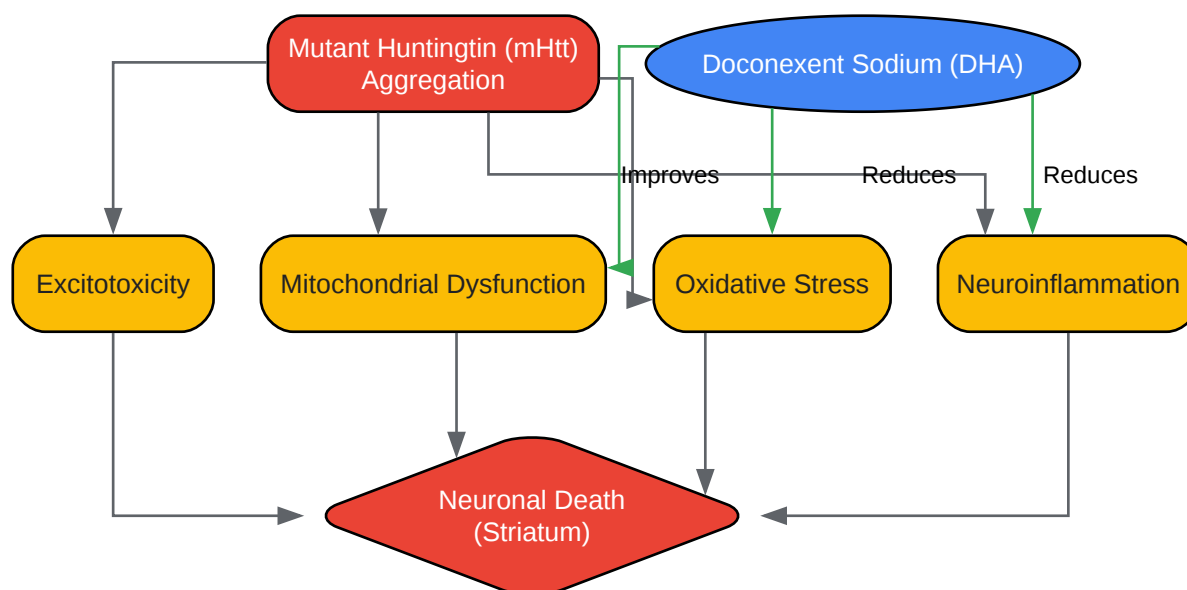 Mutant Huntingtin (mHtt)
Aggregation
Doconexent Sodium (DHA)
Improves
Reduces
Reduces
Excitotoxicity
Mitochondrial Dysfunction
Oxidative Stress
Neuroinflammation
Neuronal Death
(Striatum)